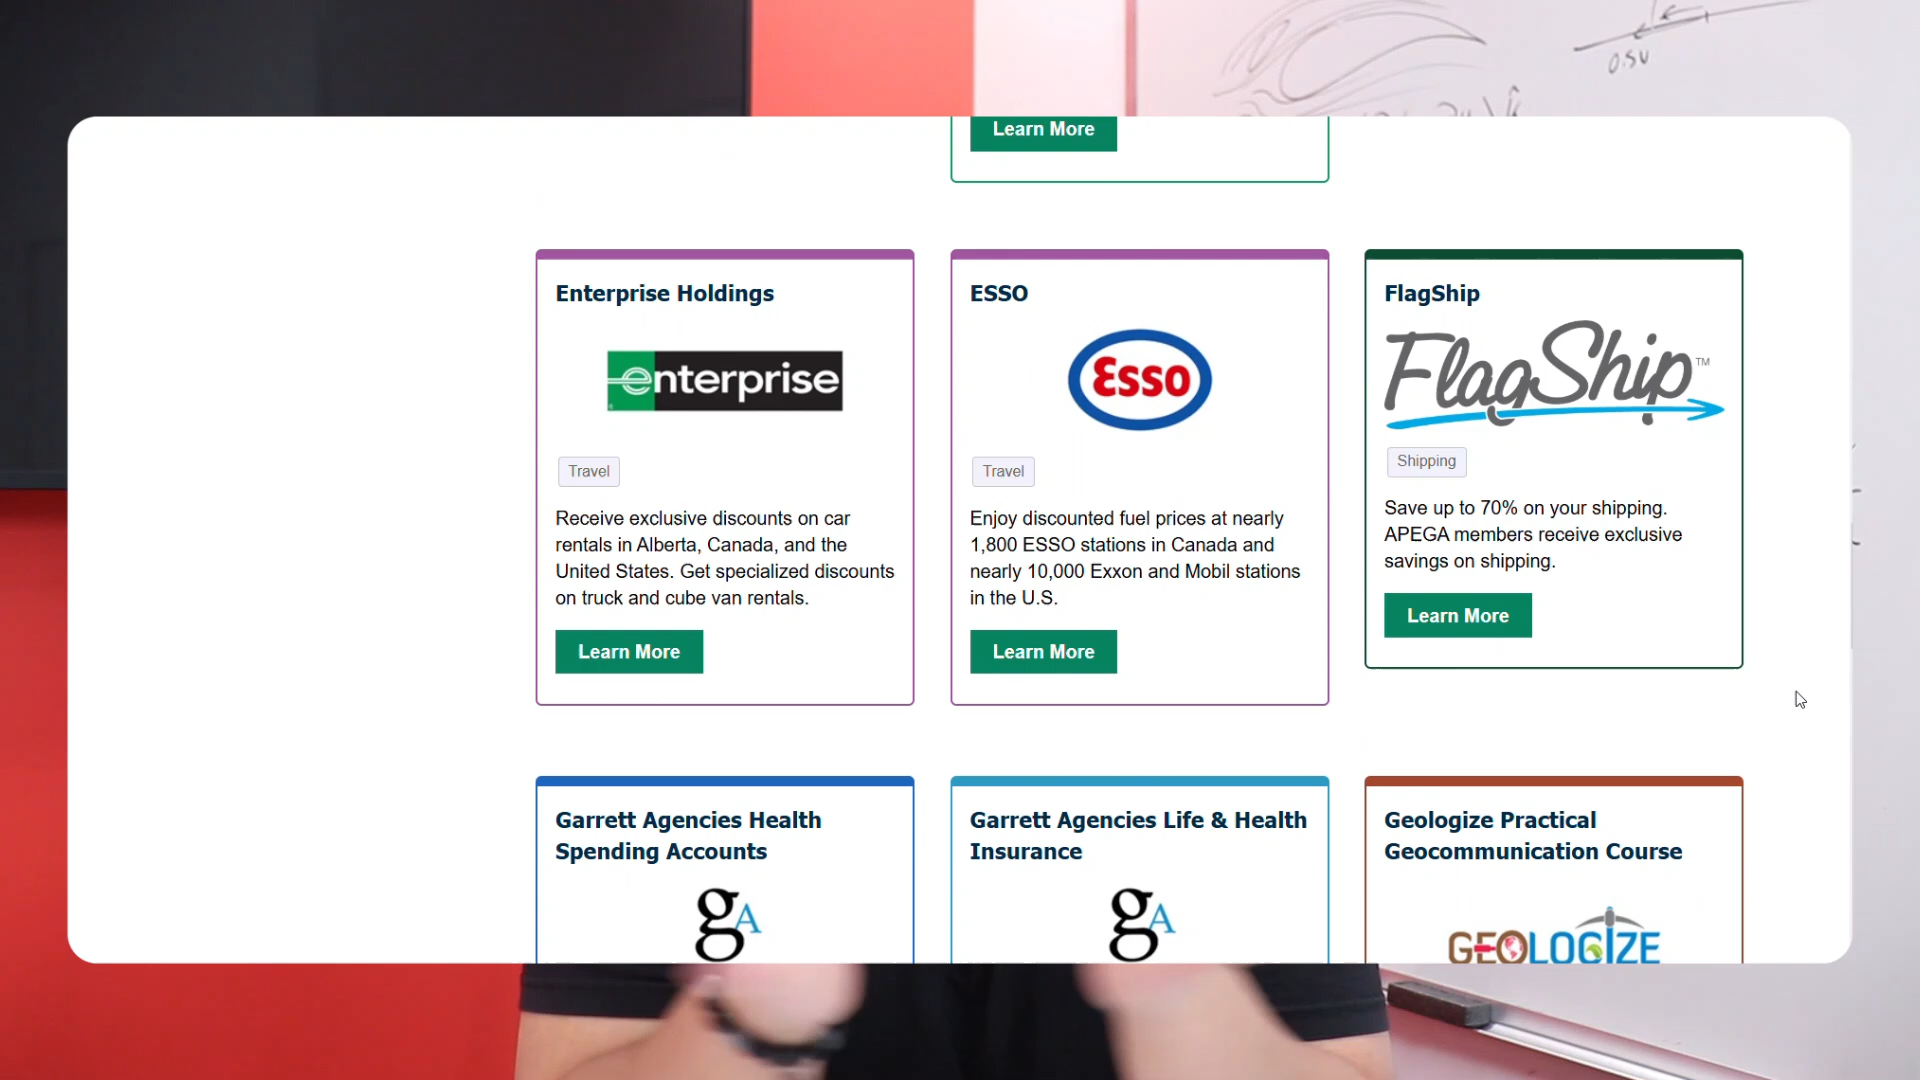 0.5U
Learn More
Enterprise Holdings
enterprise
Travel
Receive exclusive discounts on car
rentals in Alberta, Canada, and the
United States. Get specialized discounts
on truck and cube van rentals.
Learn More
ESSO
Esso
Travel
Enjoy discounted fuel prices at nearly
1,800 ESSO stations in Canada and
nearly 10,000 Exxon and Mobil stations
in the U.S.
Learn More
FlagShip
FlagShip™
Shipping
Save up to 70% on your shipping.
APEGA members receive exclusive
savings on shipping.
Learn More
Garrett Agencies Health
Spending Accounts
gA
Garrett Agencies Life & Health
Insurance
gA
Geologize Practical
Geocommunication Course
GEOLOGIZE